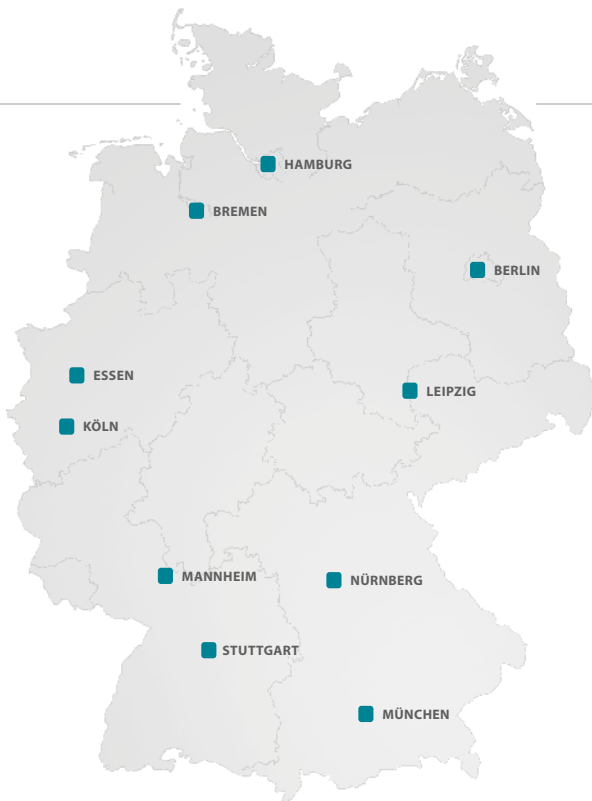 HAMBURG
BREMEN
BERLIN
ESSEN
LEIPZIG
KÖLN
MANNHEIM
NÜRNBERG
STUTTGART
MÜNCHEN